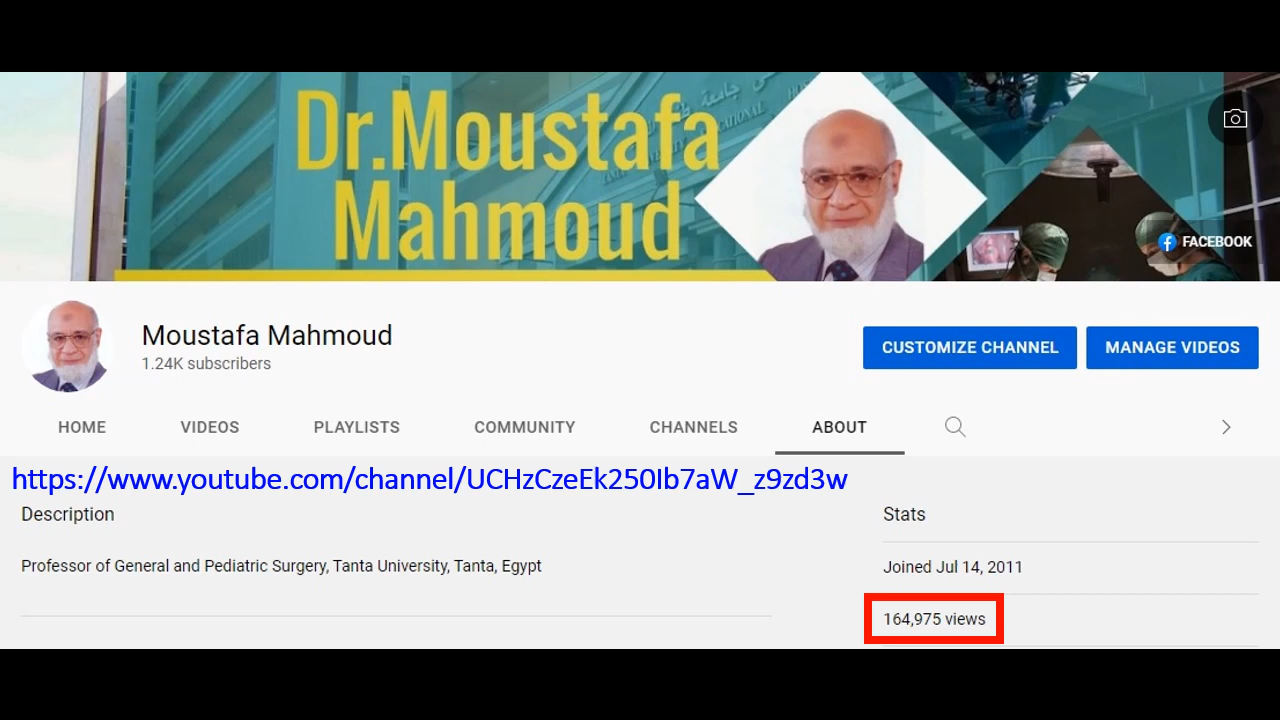 Dr.Moustafa
Mahmoud
FACEBOOK
Moustafa Mahmoud
1.24K subscribers
CUSTOMIZE CHANNEL
MANAGE VIDEOS
HOME
VIDEOS
PLAYLISTS
COMMUNITY
CHANNELS
ABOUT
https://www.youtube.com/channel/UCHzCzeEk250Ib7aW_z9zd3w
Description
Professor of General and Pediatric Surgery, Tanta University, Tanta, Egypt
Stats
Joined Jul 14, 2011
164,975 views